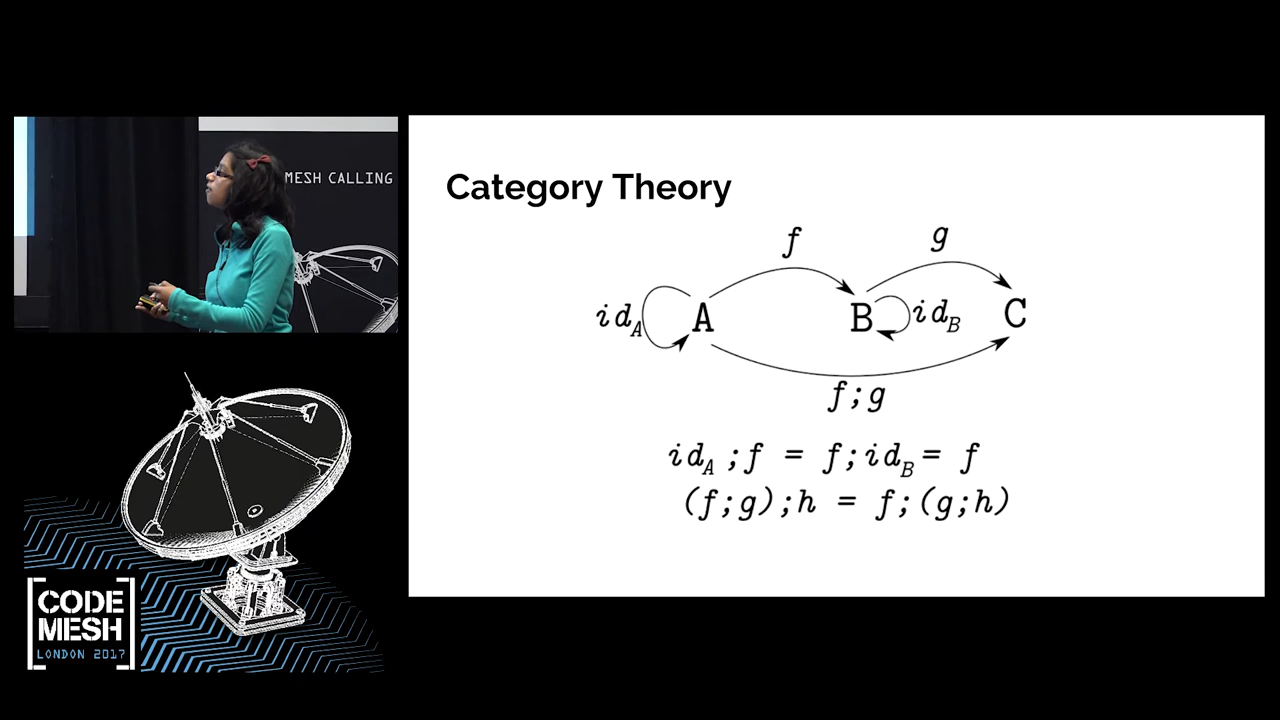 MESH CALLING
Category Theory
f
g
id_A
A
B
id_B
C
f;g
id_A ;f = f;id_B = f
(f;g);h = f;(g;h)
[CODE
MESH]
LONDON 2017